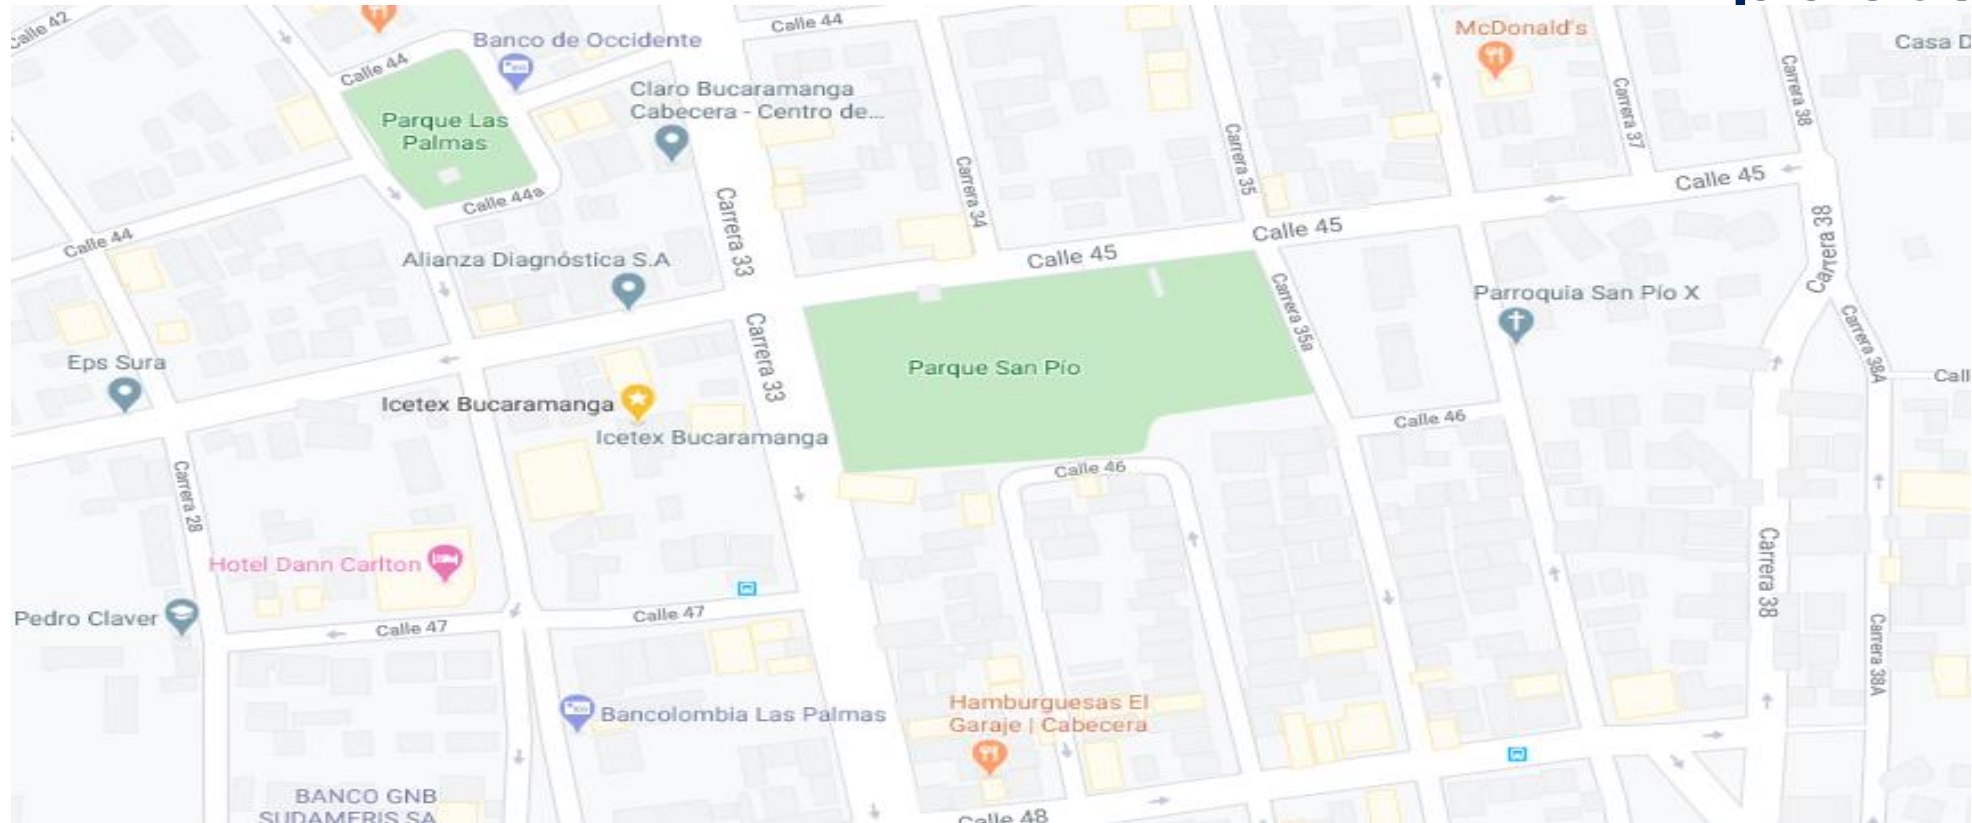 Calle 42
Calle 44
Banco de Occidente
Calle 44
McDonald's
Casa D
Claro Bucaramanga
Cabecera - Centro de...
Carrera 38
Carrera 37
Parque Las
Palmas
Carrera 35
Carrera 34
Calle 44a
Calle 45
Carrera 38
Calle 44
Carrera 33
Calle 45
Calle 45
Alianza Diagnóstica S.A
Carrera 35a
Parroquia San Pío X
Carrera 38A
Carrera 33
Eps Sura
Parque San Pío
Call
Icetex Bucaramanga
Icetex Bucaramanga
Calle 46
Calle 46
Carrera 28
Hotel Dann Carlton
Carrera 38
Pedro Claver
Calle 47
Calle 47
Carrera 38A
Bancolombia Las Palmas
Hamburguesas El
Garaje | Cabecera
BANCO GNB
SUDAMERIS SA
Calle 48